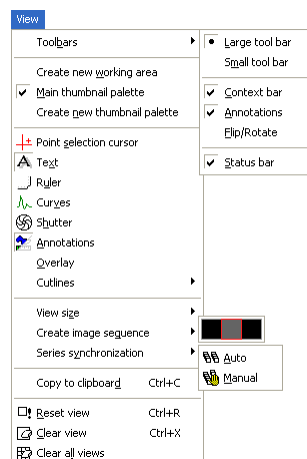 View
Toolbars
Create new working area
Main thumbnail palette
Create new thumbnail palette
Point selection cursor
Text
Ruler
Curves
Shutter
Annotations
Overlay
Cutlines
View size
Create image sequence
Series synchronization
Copy to clipboard Ctrl+C
Reset view Ctrl+R
Clear view Ctrl+X
Clear all views
Large tool bar
Small tool bar
Context bar
Annotations
Flip/Rotate
Status bar
Auto
Manual